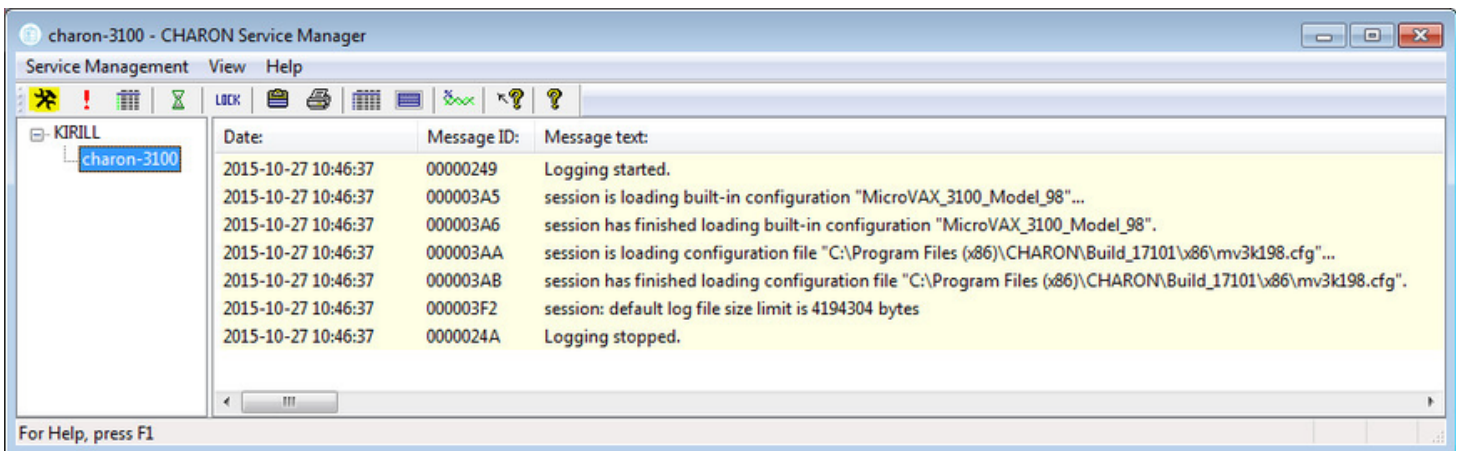 charon-3100 - CHARON Service Manager
Service Management View Help
LOCK
KIRILL
charon-3100
Date: Message ID: Message text:
2015-10-27 10:46:37 00000249 Logging started.
2015-10-27 10:46:37 000003A5 session is loading built-in configuration "MicroVAX_3100_Model_98"...
2015-10-27 10:46:37 000003A6 session has finished loading built-in configuration "MicroVAX_3100_Model_98".
2015-10-27 10:46:37 000003AA session is loading configuration file "C:\Program Files (x86)\CHARON\Build_17101\x86\mv3k198.cfg"...
2015-10-27 10:46:37 000003AB session has finished loading configuration file "C:\Program Files (x86)\CHARON\Build_17101\x86\mv3k198.cfg".
2015-10-27 10:46:37 000003F2 session: default log file size limit is 4194304 bytes
2015-10-27 10:46:37 0000024A Logging stopped.
For Help, press F1